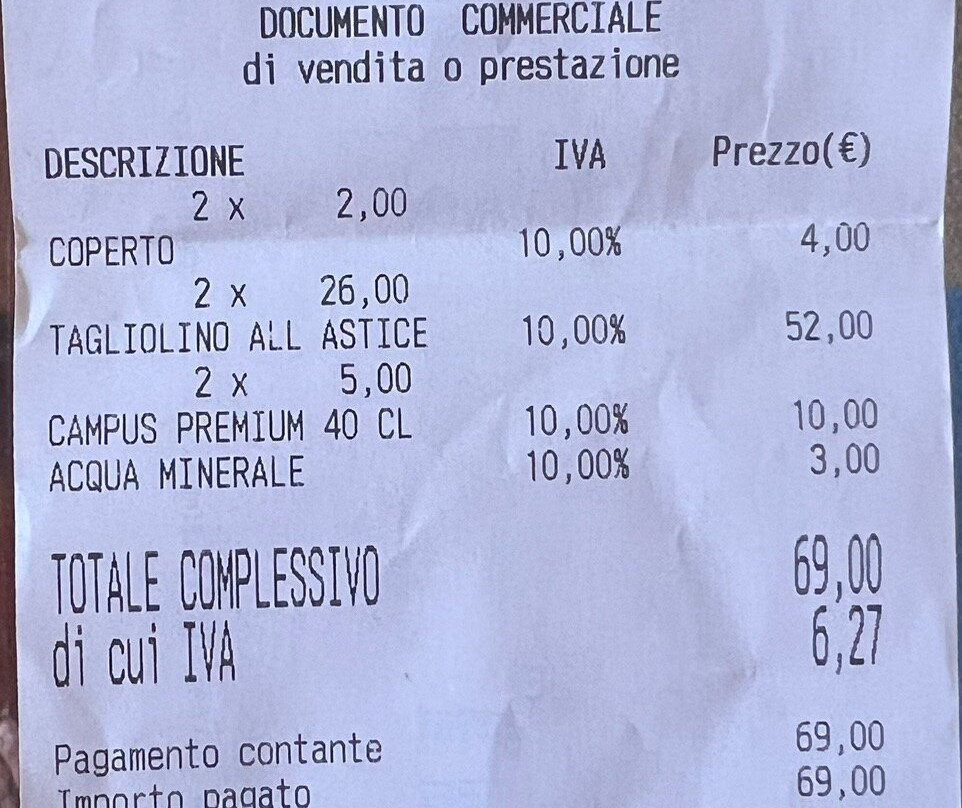 DOCUMENTO COMMERCIALE
di vendita o prestazione
DESCRIZIONE IVA Prezzo(€)
2 x 2,00
COPERTO 10,00% 4,00
2 x 26,00
TAGLIOLINO ALL ASTICE 10,00% 52,00
2 x 5,00
CAMPUS PREMIUM 40 CL 10,00% 10,00
ACQUA MINERALE 10,00% 3,00
TOTALE COMPLESSIVO 69,00
di cui IVA 6,27
Pagamento contante 69,00
Importo pagato 69,00